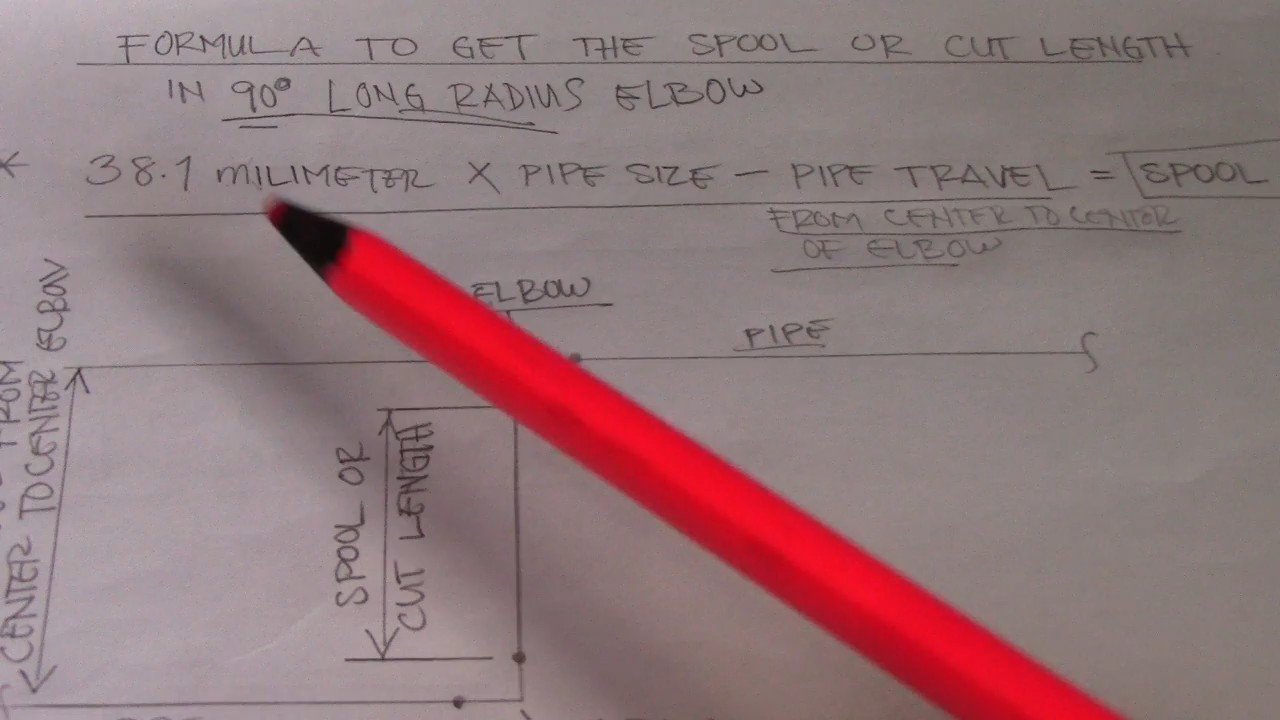 FORMULA TO GET THE SPOOL OR CUT LENGTH
IN 90° LONG RADIUS ELBOW
38.1 MILIMETER X PIPE SIZE - PIPE TRAVEL = SPOOL
FROM CENTER TO CENTER
OF ELBOW
ELBOW
PIPE
FROM
CENTER TO CENTER ELBOW
SPOOL OR
CUT LENGTH